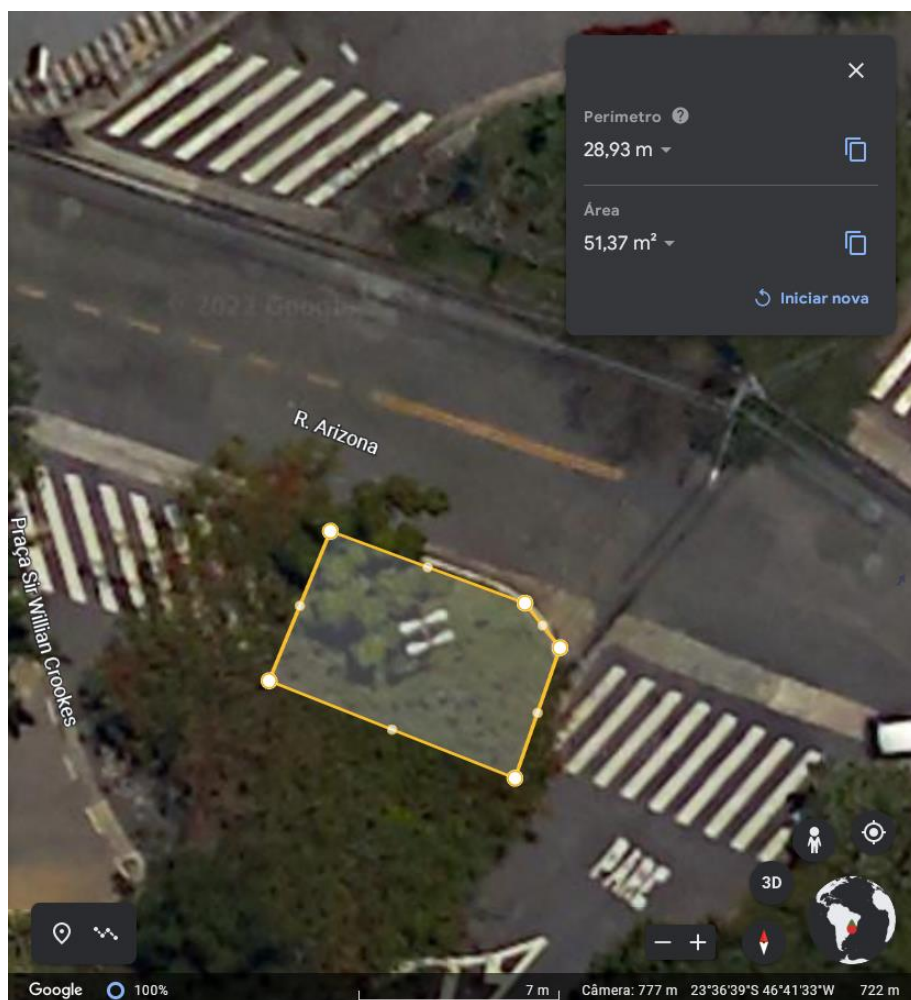 Perímetro
28,93 m
Área
51,37 m²
Iniciar nova
© 2022 Google
R. Arizona
Praça Sir Willian Crookes
PARE
3D
Google
100%
7 m
Câmera: 777 m
23°36'39"S 46°41'33"W
722 m